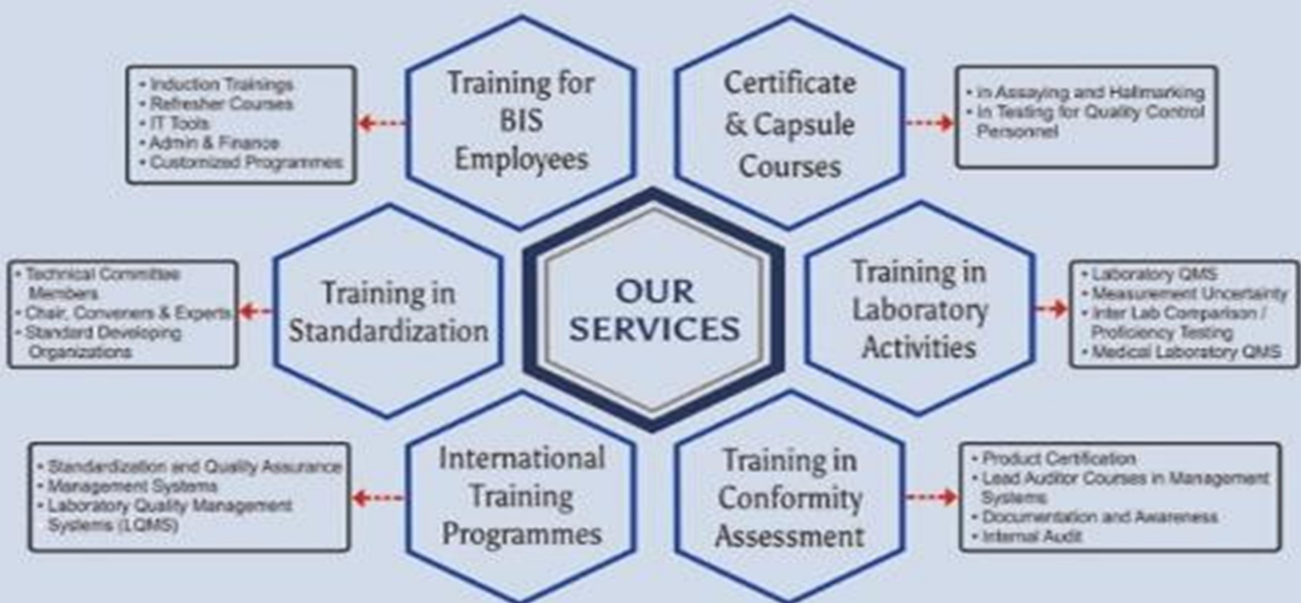 Training for
BIS
Employees
• Induction Trainings
• Refresher Courses
• IT Tools
• Admin & Finance
• Customized Programmes
Certificate
& Capsule
Courses
• in Assaying and Hallmarking
• In Testing for Quality Control
Personnel
Training in
Standardization
• Technical Committee
Members
• Chair, Conveners & Experts
• Standard Developing
Organizations
OUR
SERVICES
Training in
Laboratory
Activities
• Laboratory QMS
• Measurement Uncertainty
• Inter Lab Comparison /
Proficiency Testing
• Medical Laboratory QMS
International
Training
Programmes
• Standardization and Quality Assurance
• Management Systems
• Laboratory Quality Management
Systems (LQMS)
Training in
Conformity
Assessment
• Product Certification
• Lead Auditor Courses in Management
Systems
• Documentation and Awareness
• Internal Audit